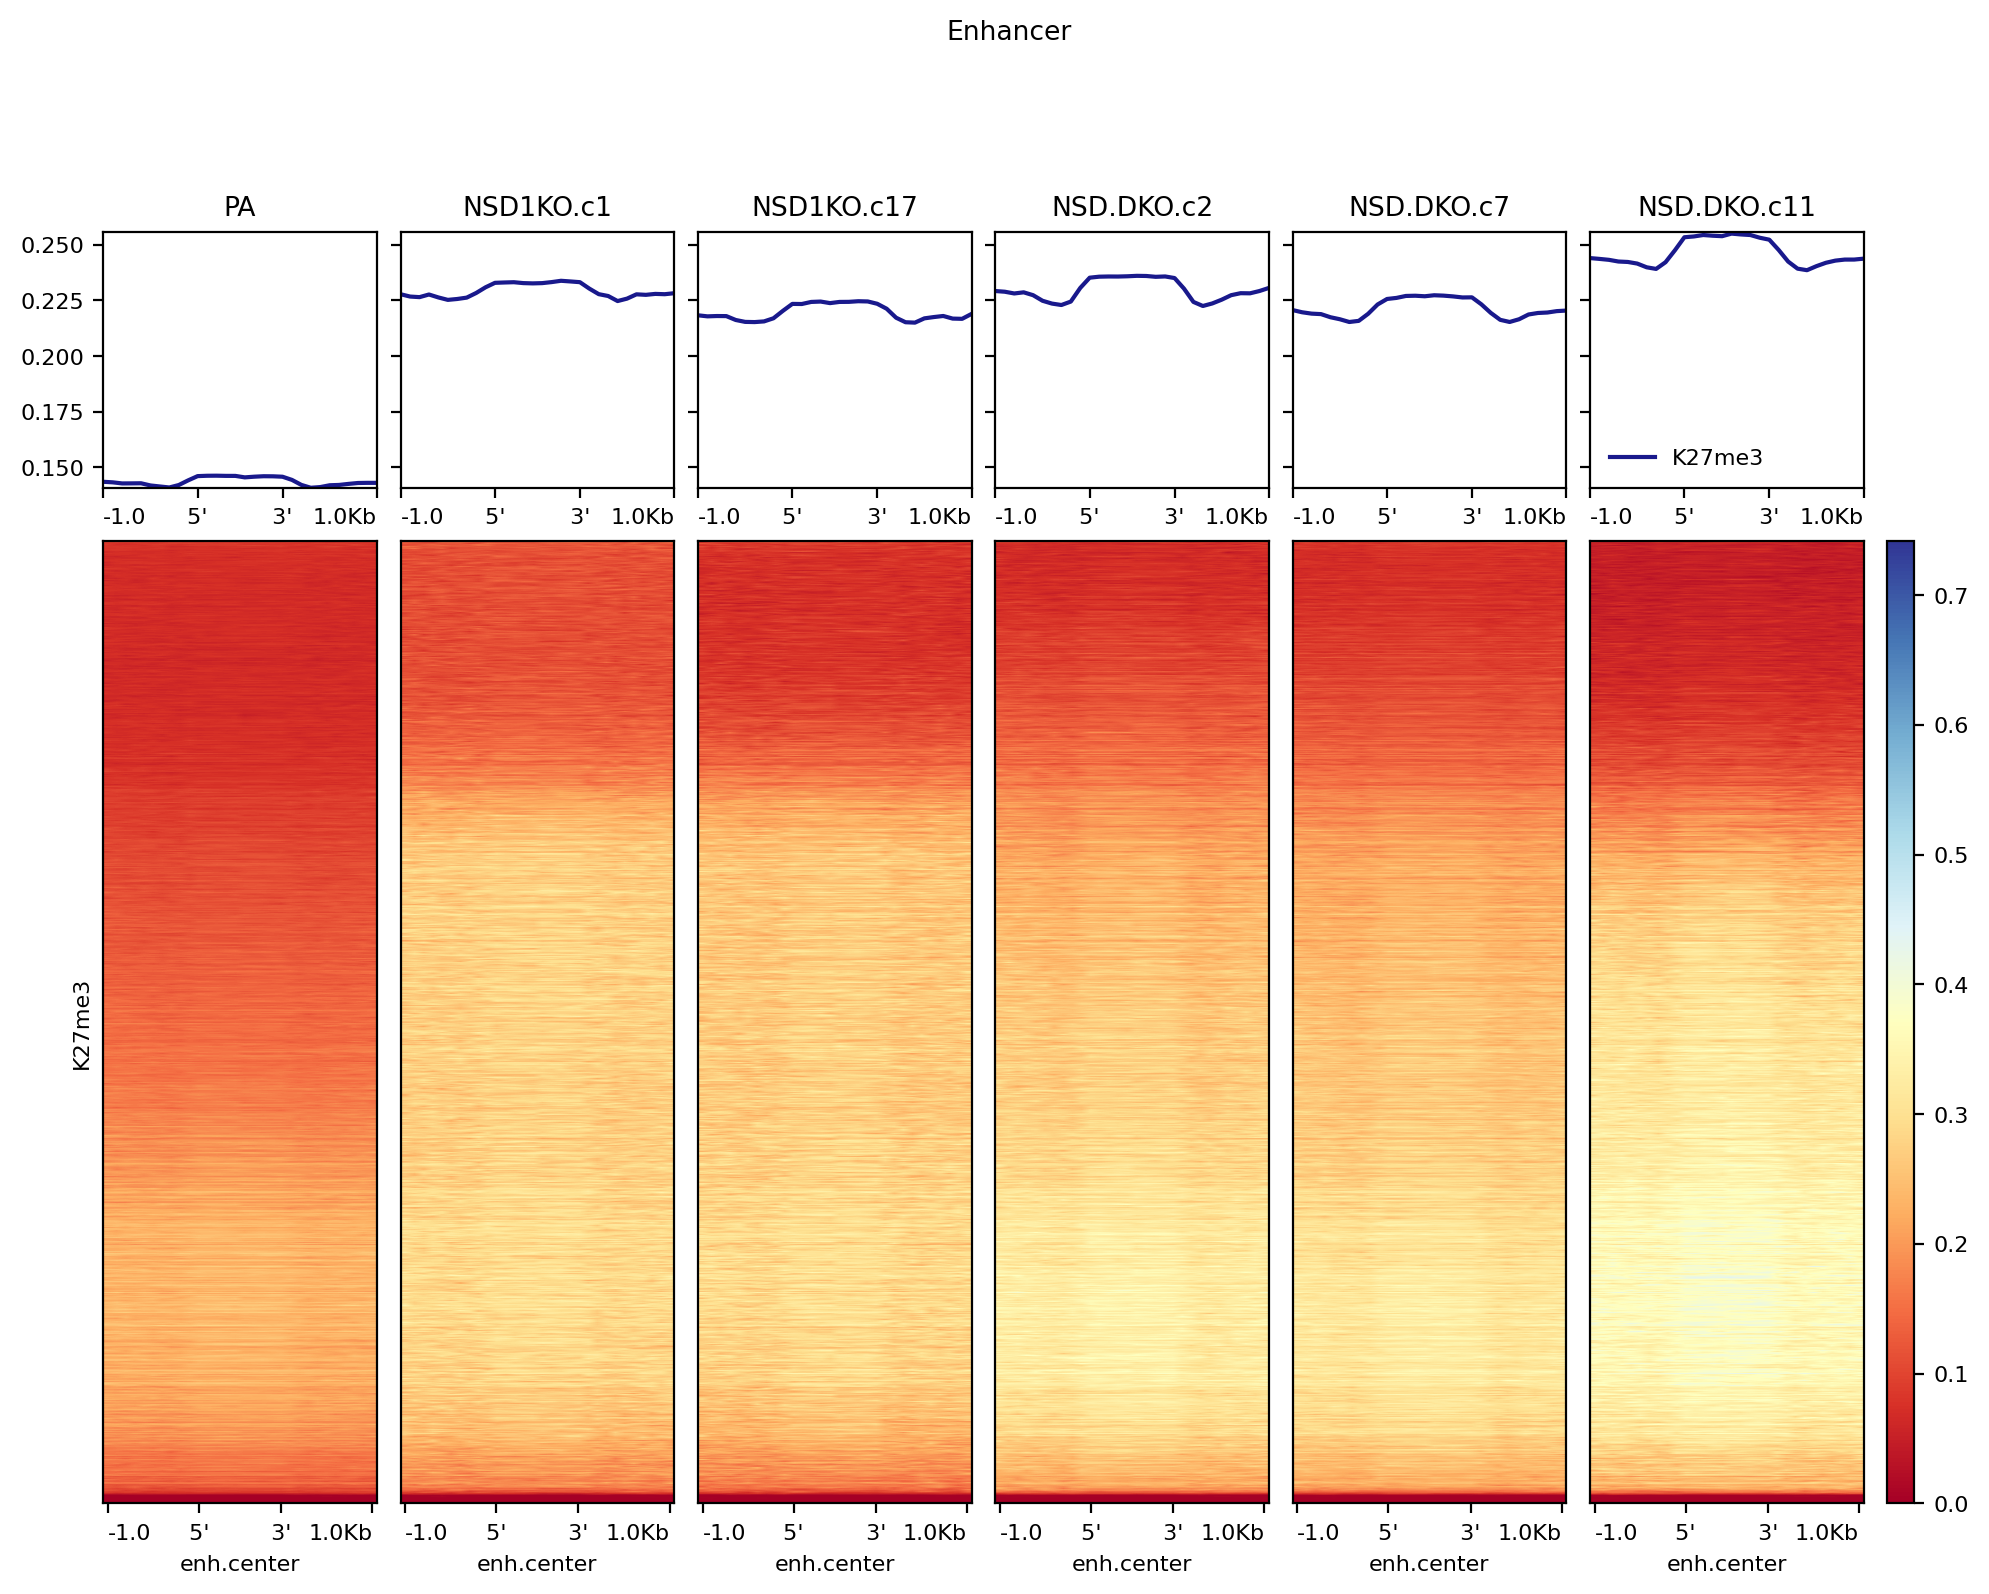 Enhancer
PA NSD1KO.c1 NSD1KO.c17 NSD.DKO.c2 NSD.DKO.c7 NSD.DKO.c11
0.250
0.225
0.200
0.175
0.150
K27me3
-1.0 5' 3' 1.0Kb -1.0 5' 3' 1.0Kb -1.0 5' 3' 1.0Kb -1.0 5' 3' 1.0Kb -1.0 5' 3' 1.0Kb -1.0 5' 3' 1.0Kb
K27me3
0.7
0.6
0.5
0.4
0.3
0.2
0.1
0.0
-1.0 5' 3' 1.0Kb -1.0 5' 3' 1.0Kb -1.0 5' 3' 1.0Kb -1.0 5' 3' 1.0Kb -1.0 5' 3' 1.0Kb -1.0 5' 3' 1.0Kb
enh.center enh.center enh.center enh.center enh.center enh.center